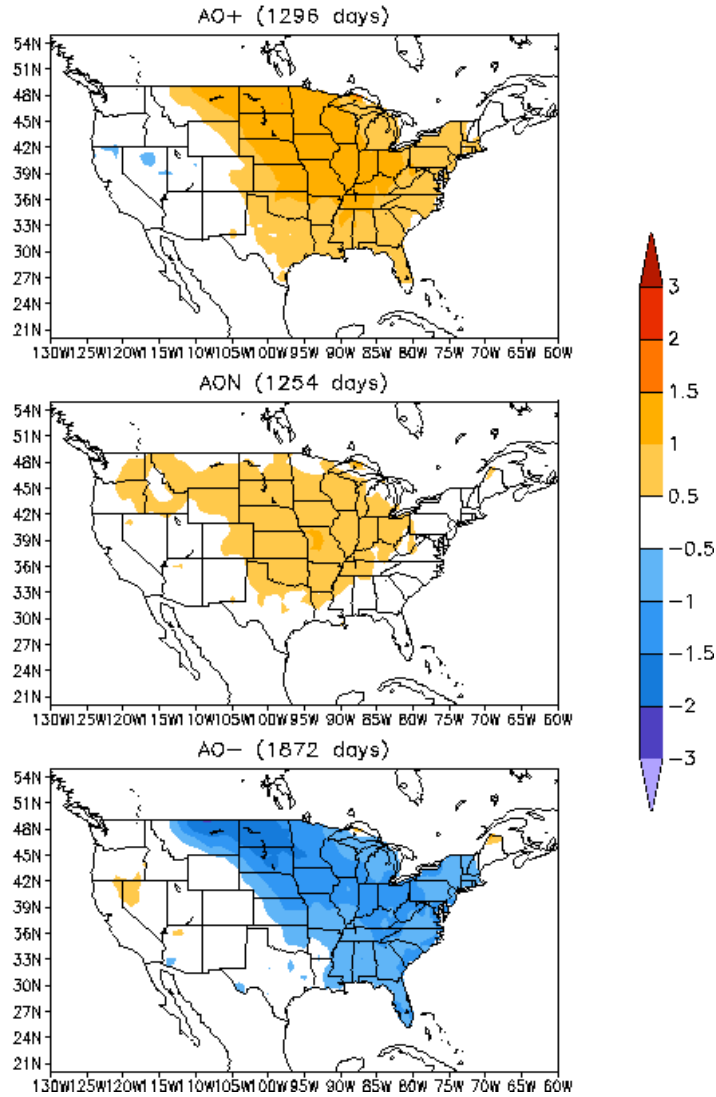 AO+ (1296 days)
54N
51N
48N
45N
42N
39N
36N
33N
30N
27N
24N
21N
130W125W120W115W110W105W100W95W 90W 85W 80W 75W 70W 65W 60W
AON (1254 days)
54N
51N
48N
45N
42N
39N
36N
33N
30N
27N
24N
21N
130W125W120W115W110W105W100W95W 90W 85W 80W 75W 70W 65W 60W
AO− (1872 days)
54N
51N
48N
45N
42N
39N
36N
33N
30N
27N
24N
21N
130W125W120W115W110W105W100W95W 90W 85W 80W 75W 70W 65W 60W
3
2
1.5
1
0.5
−0.5
−1
−1.5
−2
−3